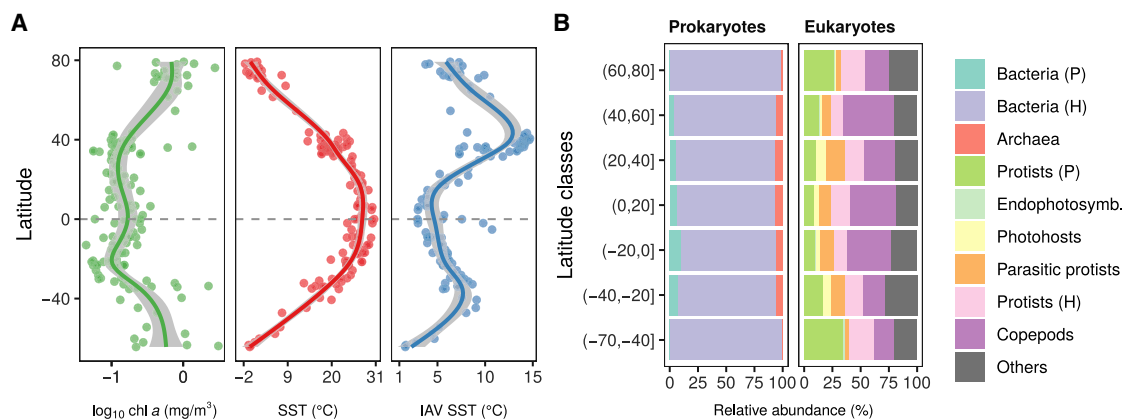 A
B
Prokaryotes
Eukaryotes
Latitude
80
40
0
−40
−1
0
log10 chl a (mg/m3)
−2
9
20
31
SST (°C)
1
5
10
15
IAV SST (°C)
Latitude classes
(60,80]
(40,60]
(20,40]
(0,20]
(−20,0]
(−40,−20]
(−70,−40]
0
25
50
75
100
0
25
50
75
100
Relative abundance (%)
Bacteria (P)
Bacteria (H)
Archaea
Protists (P)
Endophotosymb.
Photohosts
Parasitic protists
Protists (H)
Copepods
Others